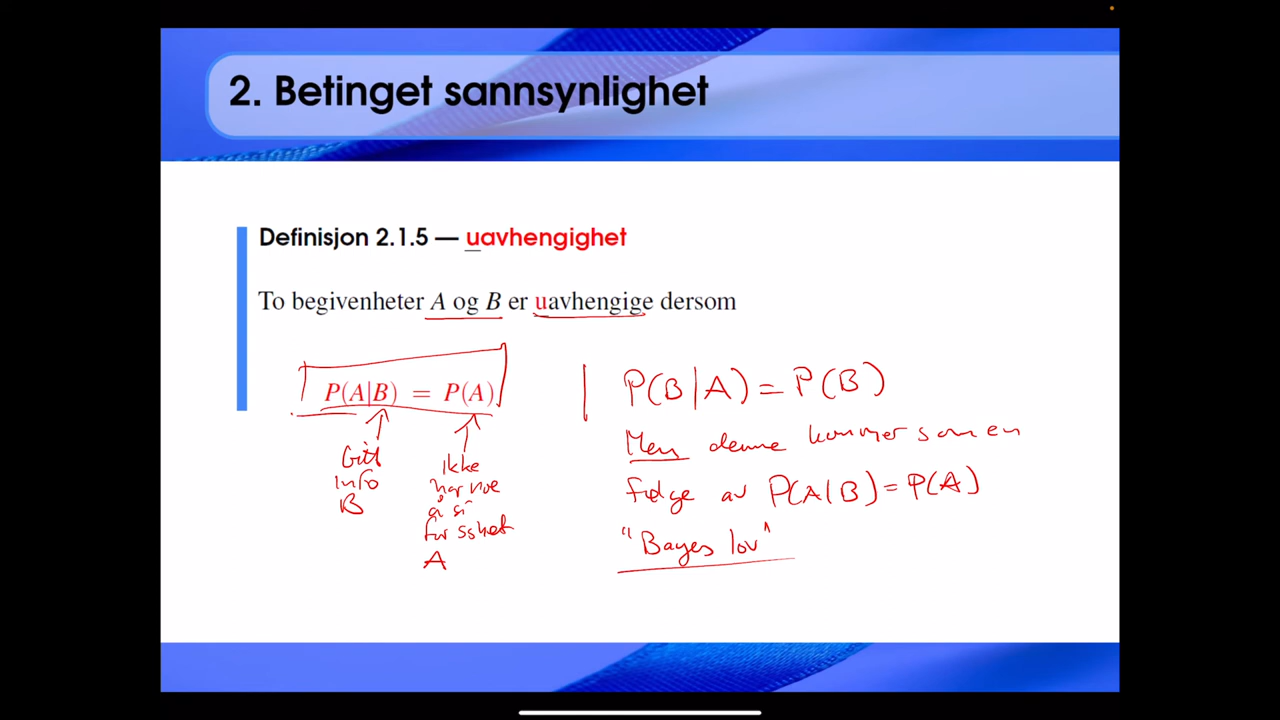 2. Betinget sannsynlighet
Definisjon 2.1.5 — uavhengighet
To begivenheter A og B er uavhengige dersom
P(A|B) = P(A)
Gitt
info
B
Ikke
har noe
å si
for sshet
A
P(B|A) = P(B)
Men denne kommer som en
følge av P(A|B) = P(A)
"Bayes lov"